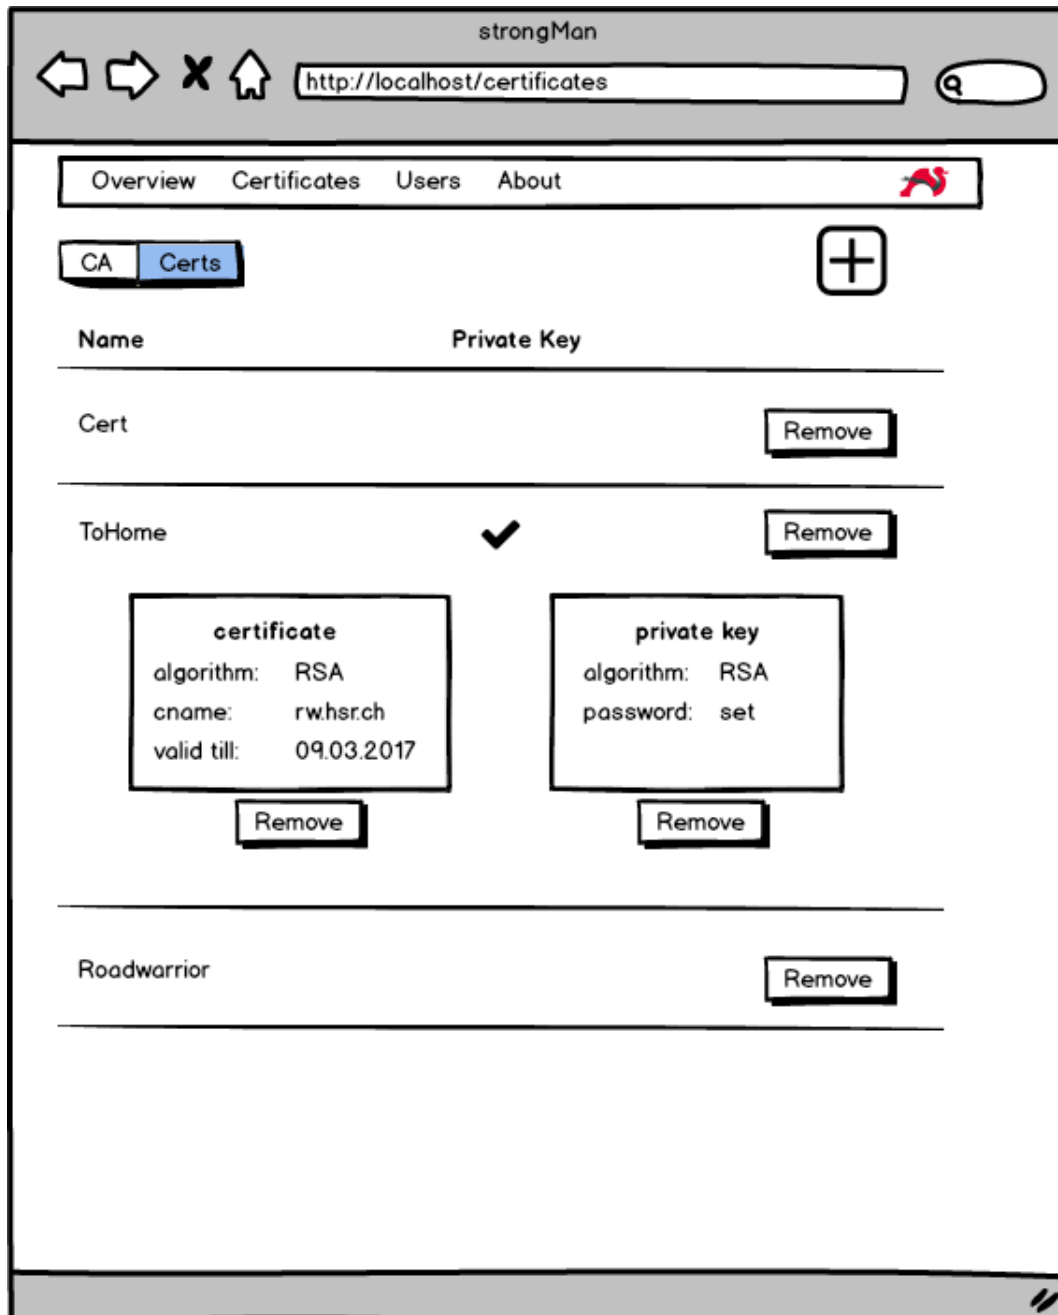 strongMan
http://localhost/certificates
Overview Certificates Users About
CA Certs
Name Private Key
Cert Remove
ToHome Remove
certificate
algorithm: RSA
cname: rw.hsr.ch
valid till: 09.03.2017
Remove
private key
algorithm: RSA
password: set
Remove
Roadwarrior Remove